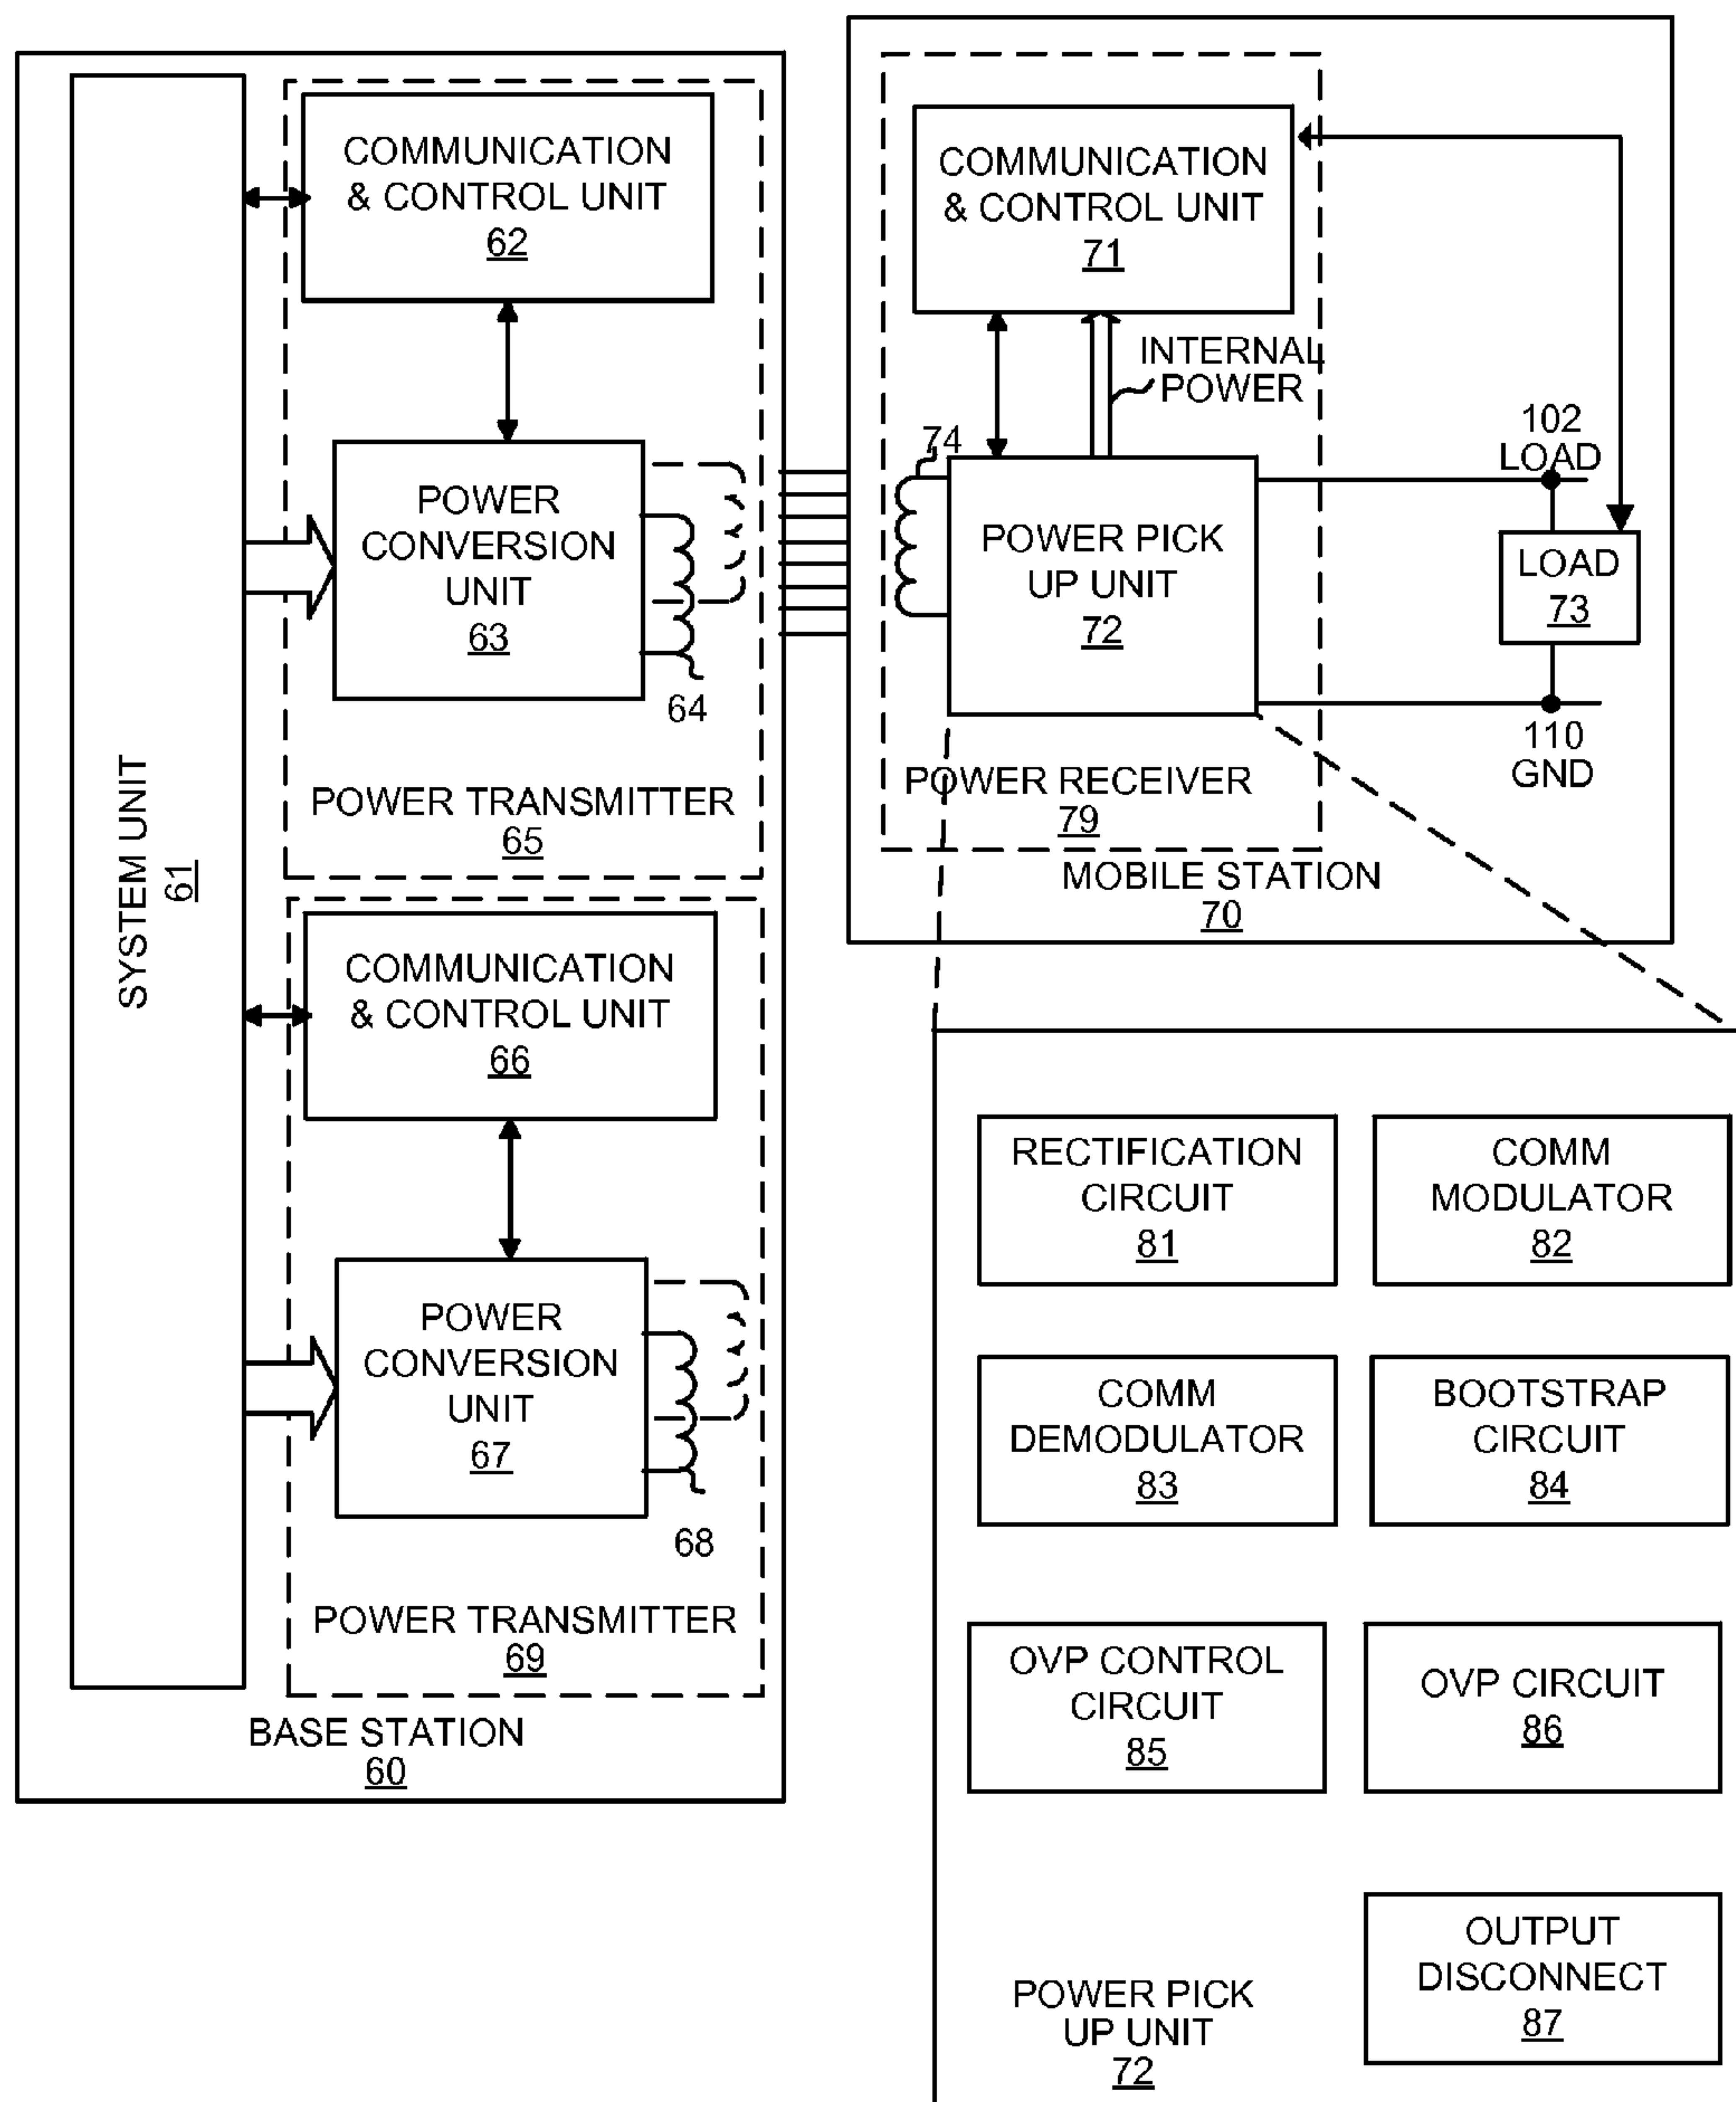 SYSTEM UNIT
61
COMMUNICATION
& CONTROL UNIT
62
POWER
CONVERSION
UNIT
63
64
POWER TRANSMITTER
65
COMMUNICATION
& CONTROL UNIT
66
POWER
CONVERSION
UNIT
67
68
POWER TRANSMITTER
69
BASE STATION
60
COMMUNICATION
& CONTROL UNIT
71
INTERNAL
POWER
74
POWER PICK
UP UNIT
72
102
LOAD
LOAD
73
110
GND
POWER RECEIVER
79
MOBILE STATION
70
RECTIFICATION
CIRCUIT
81
COMM
MODULATOR
82
COMM
DEMODULATOR
83
BOOTSTRAP
CIRCUIT
84
OVP CONTROL
CIRCUIT
85
OVP CIRCUIT
86
OUTPUT
DISCONNECT
87
POWER PICK
UP UNIT
72